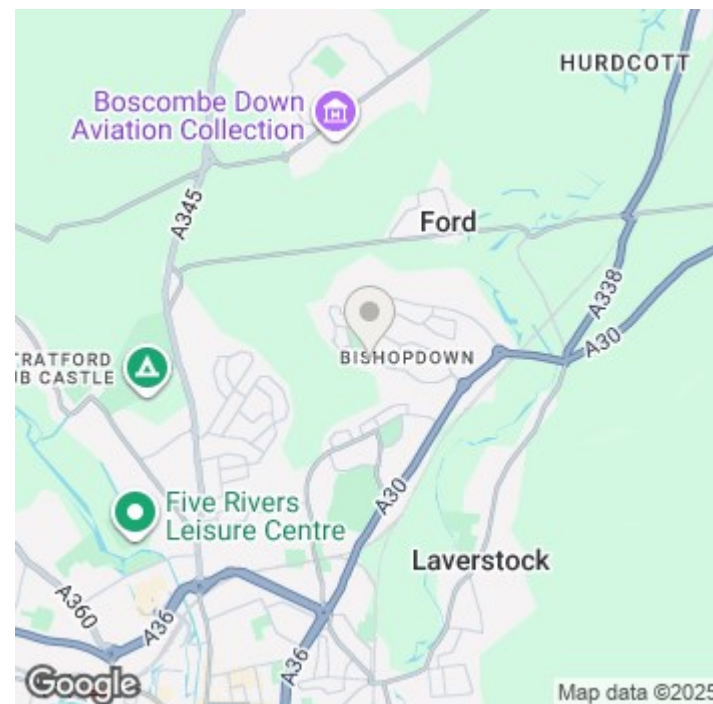 HURDCOTT
Boscombe Down
Aviation Collection
A345
Ford
A338
A30
TRATFORD
UB CASTLE
BISHOPDOWN
Five Rivers
Leisure Centre
A30
Laverstock
A360
A36
A36
Google
Map data ©2025